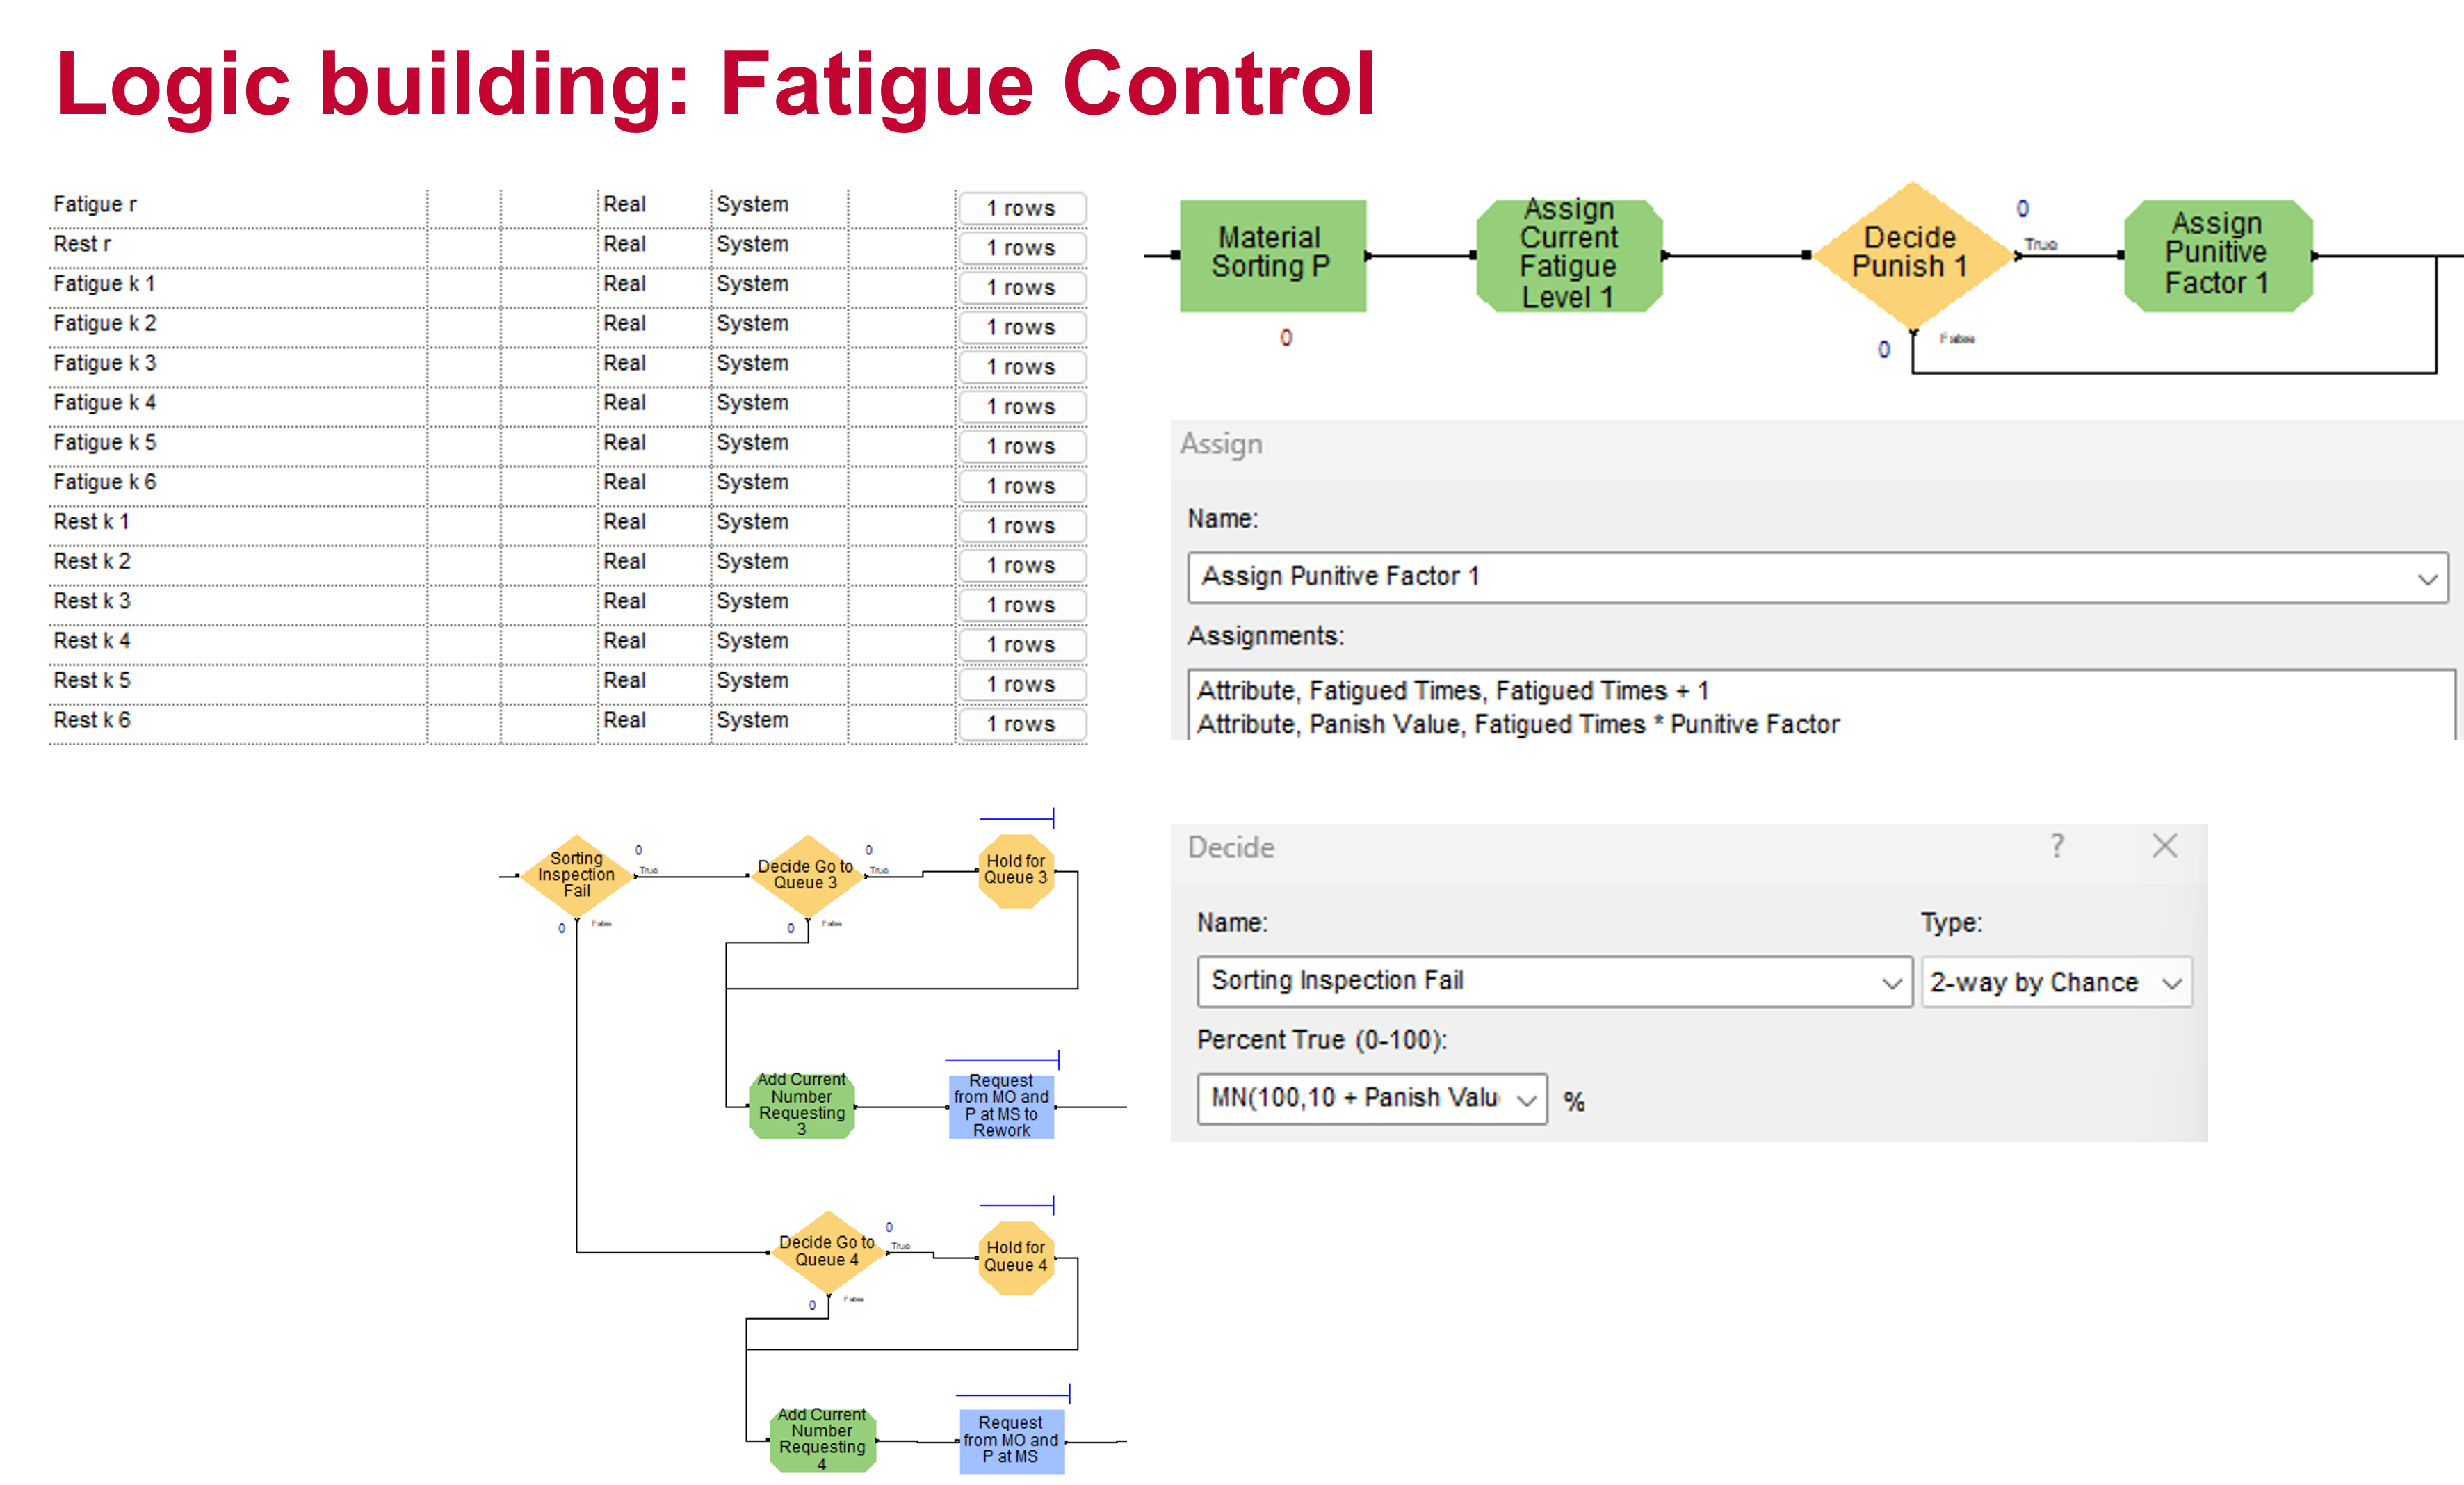 Logic building: Fatigue Control
Fatigue r Real System 1 rows
Rest r Real System 1 rows
Fatigue k 1 Real System 1 rows
Fatigue k 2 Real System 1 rows
Fatigue k 3 Real System 1 rows
Fatigue k 4 Real System 1 rows
Fatigue k 5 Real System 1 rows
Fatigue k 6 Real System 1 rows
Rest k 1 Real System 1 rows
Rest k 2 Real System 1 rows
Rest k 3 Real System 1 rows
Rest k 4 Real System 1 rows
Rest k 5 Real System 1 rows
Rest k 6 Real System 1 rows
Material
Sorting P
0
Assign
Current
Fatigue
Level 1
Decide
Punish 1
0
True
0
False
Assign
Punitive
Factor 1
Assign
Name:
Assign Punitive Factor 1
Assignments:
Attribute, Fatigued Times, Fatigued Times + 1
Attribute, Panish Value, Fatigued Times * Punitive Factor
Sorting
Inspection
Fail
0
True
0
False
Decide Go to
Queue 3
0
True
0
False
Hold for
Queue 3
Add Current
Number
Requesting
3
Request
from MO and
P at MS to
Rework
Decide Go to
Queue 4
0
True
0
False
Hold for
Queue 4
Add Current
Number
Requesting
4
Request
from MO and
P at MS
Decide ?
Name: Type:
Sorting Inspection Fail 2-way by Chance
Percent True (0-100):
MN(100,10 + Panish Valu %